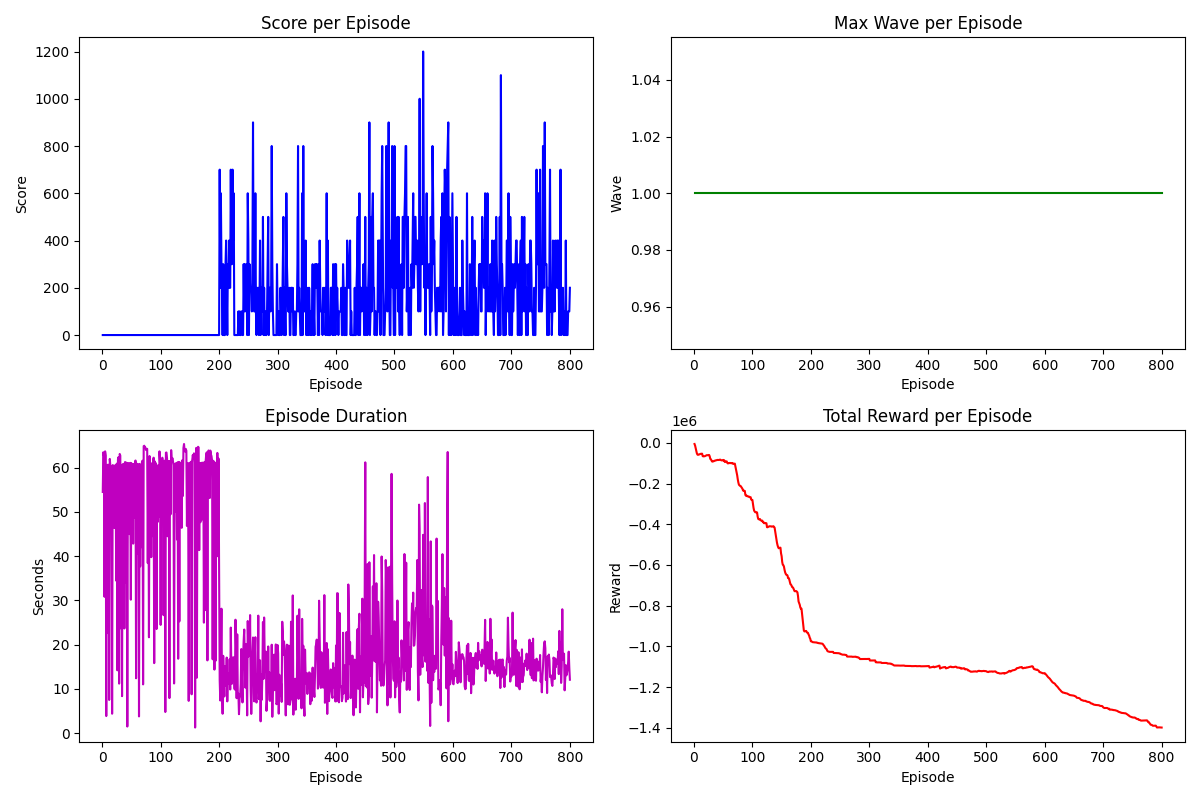 Score per Episode
1200
1000
800
600
400
200
0
Score
0 100 200 300 400 500 600 700 800
Episode
Max Wave per Episode
1.04
1.02
1.00
0.98
0.96
Wave
0 100 200 300 400 500 600 700 800
Episode
Episode Duration
60
50
40
30
20
10
0
Seconds
0 100 200 300 400 500 600 700 800
Episode
Total Reward per Episode
1e6
0.0
−0.2
−0.4
−0.6
−0.8
−1.0
−1.2
−1.4
Reward
0 100 200 300 400 500 600 700 800
Episode